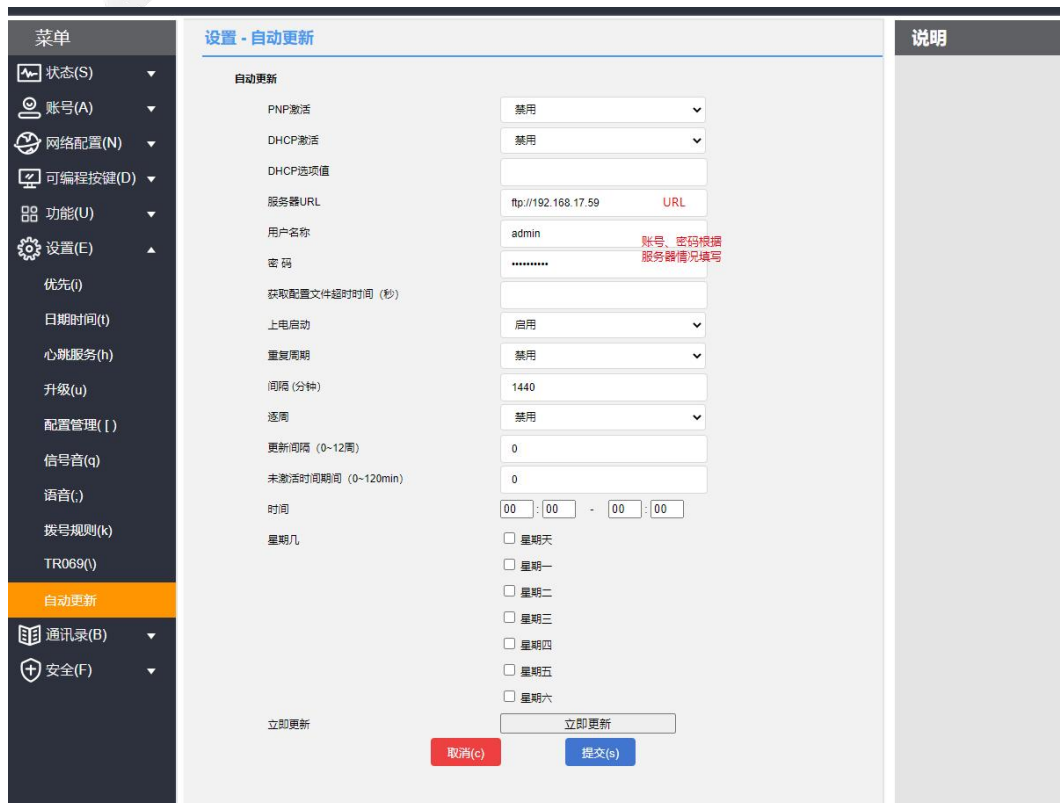 菜单
状态(S)
账号(A)
网络配置(N)
可编程按键(D)
功能(U)
设置(E)
优先(i)
日期时间(t)
心跳服务(h)
升级(u)
配置管理( [ )
信号音(q)
语音(;)
拨号规则(k)
TR069(\)
自动更新
通讯录(B)
安全(F)
设置 - 自动更新
自动更新
PNP激活 禁用
DHCP激活 禁用
DHCP选项值
服务器URL ftp://192.168.17.59 URL
用户名称 admin
账号、密码根据
服务器情况填写
密 码 ••••••••••
获取配置文件超时时间（秒）
上电启动 启用
重复周期 禁用
间隔 (分钟) 1440
逐周 禁用
更新间隔（0~12周） 0
未激活时间期间（0~120min） 0
时间 00 : 00 - 00 : 00
星期几 星期天
星期一
星期二
星期三
星期四
星期五
星期六
立即更新 立即更新
取消(c) 提交(s)
说明